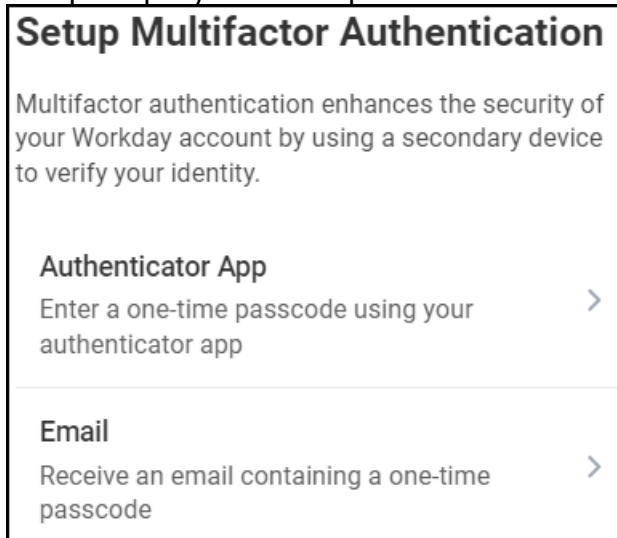 Setup Multifactor Authentication
Multifactor authentication enhances the security of
your Workday account by using a secondary device
to verify your identity.
Authenticator App
Enter a one-time passcode using your
authenticator app
Email
Receive an email containing a one-time
passcode